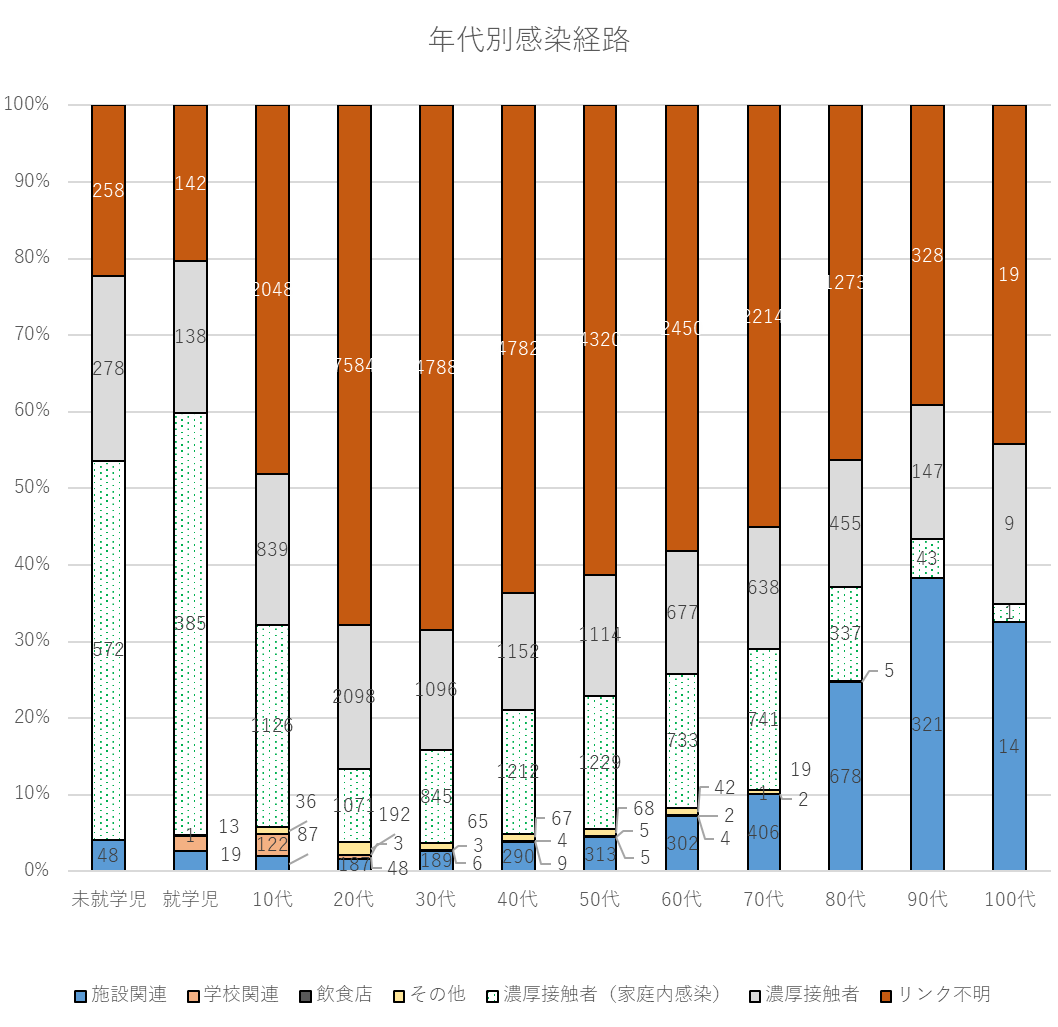 年代別感染経路
100%
258 142 2048 7584 4788 4782 4320 2450 2214 1273 328 19
90%
80%
278 138 839 2098 1096 1152 1114 677 638 455 147 9
70%
60%
572 385 1126 1071 845 1212 1229 733 741 337 43 1
50%
40%
30%
20%
10%
36 192 65 67 68 42 19 5
13 87 3 3 4 5 2 1 2
48 1 19 122 187 48 189 6 290 9 313 5 302 4 406 678 321 14
0%
未就学児 就学児 10代 20代 30代 40代 50代 60代 70代 80代 90代 100代
施設関連 学校関連 飲食店 その他 濃厚接触者（家庭内感染） 濃厚接触者 リンク不明